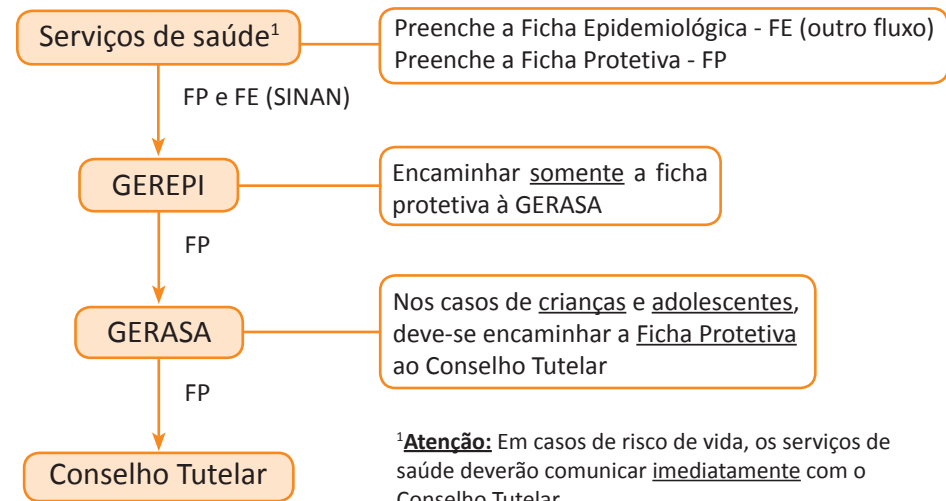 Serviços de saúde¹
Preenche a Ficha Epidemiológica - FE (outro fluxo)
Preenche a Ficha Protetiva - FP
FP e FE (SINAN)
GEREPI
Encaminhar somente a ficha
protetiva à GERASA
FP
GERASA
Nos casos de crianças e adolescentes,
deve-se encaminhar a Ficha Protetiva
ao Conselho Tutelar
FP
Conselho Tutelar
¹Atenção: Em casos de risco de vida, os serviços de
saúde deverão comunicar imediatamente com o
Conselho Tutelar